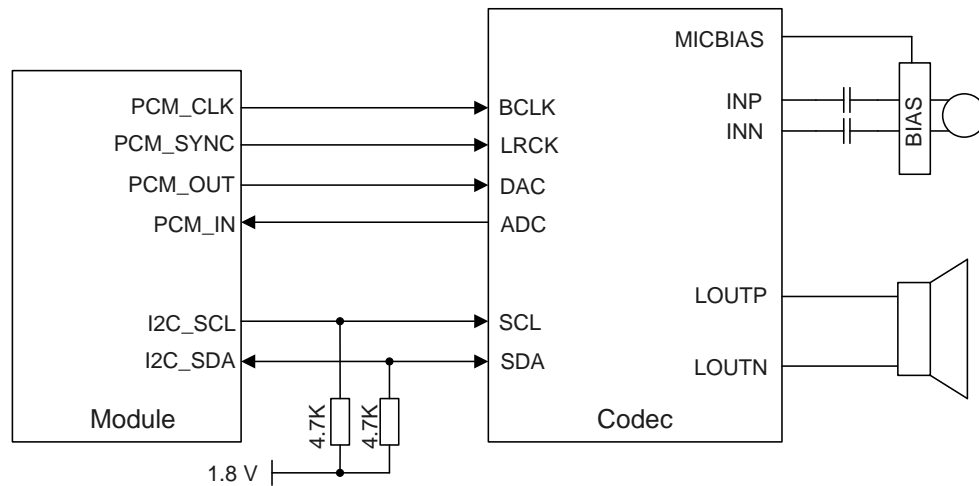 MICBIAS
PCM_CLK
BCLK
INP
PCM_SYNC
LRCK
INN
BIAS
PCM_OUT
DAC
PCM_IN
ADC
LOUTP
I2C_SCL
SCL
I2C_SDA
SDA
LOUTN
Module
4.7K
4.7K
Codec
1.8 V